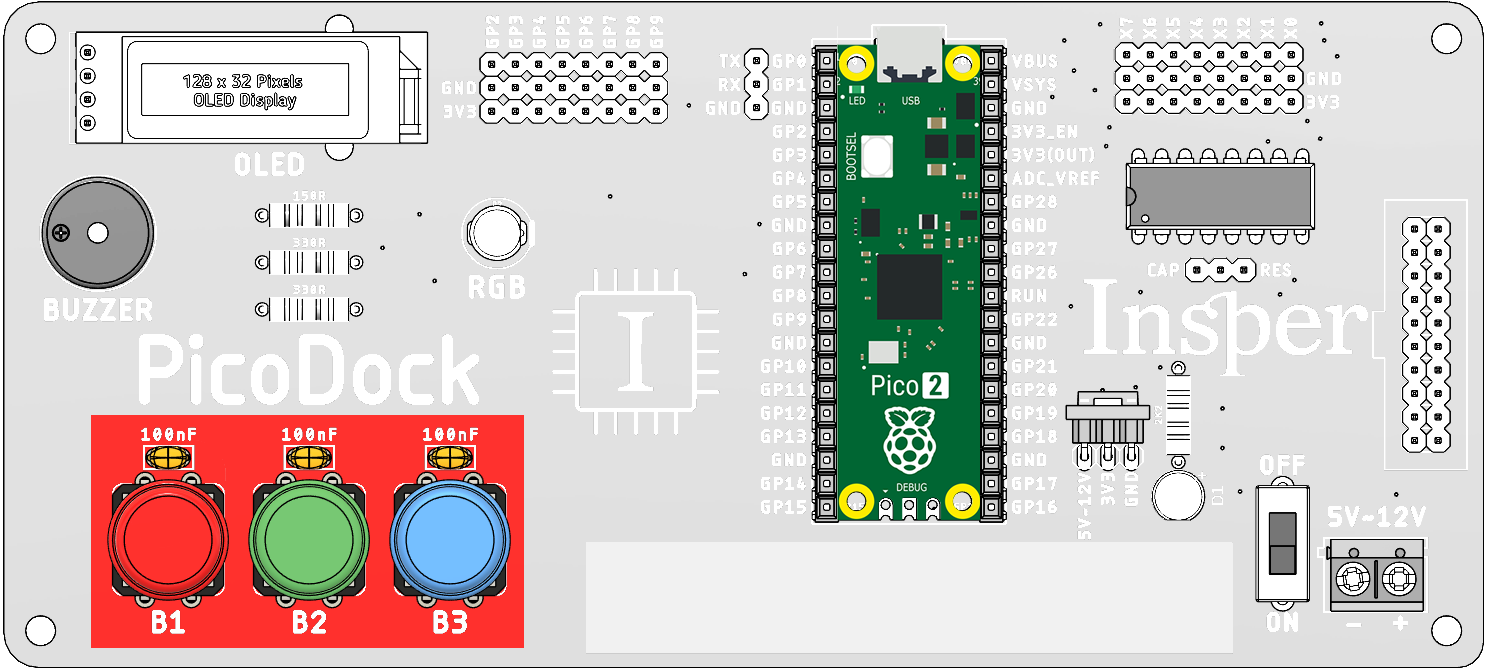 GP2 GP3 GP4 GP5 GP6 GP7 GP8 GP9
GND
3V3
128 x 32 Pixels
OLED Display
OLED
TX
RX
GND
GP0
GP1
GND
GP2
GP3
GP4
GP5
GND
GP6
GP7
GP8
GP9
GND
GP10
GP11
GP12
GP13
GND
GP14
GP15
LED
USB
BOOTSEL
Pico 2
DEBUG
VBUS
VSYS
GND
3V3_EN
3V3(OUT)
ADC_VREF
GP28
GND
GP27
GP26
RUN
GP22
GND
GP21
GP20
GP19
GP18
GND
GP17
GP16
X7 X6 X5 X4 X3 X2 X1 X0
GND
3V3
CAP
RES
Insper
BUZZER
150R
330R
330R
RGB
I
PicoDock
100nF 100nF 100nF
B1 B2 B3
5V-12V
3V3
GND
D1
OFF
ON
5V~12V
- +